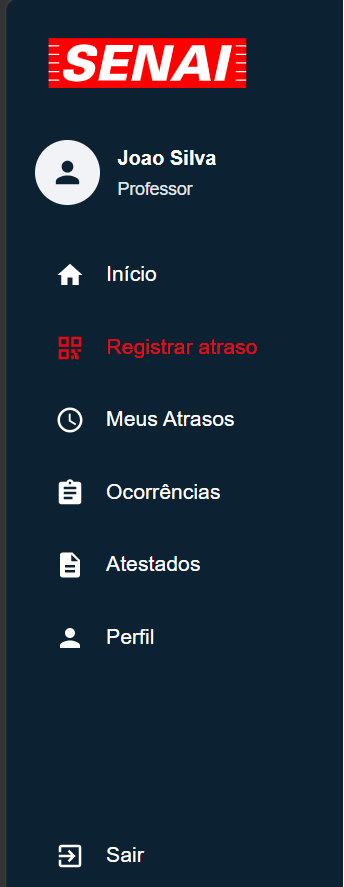 SENAI
Joao Silva
Professor
Início
Registrar atraso
Meus Atrasos
Ocorrências
Atestados
Perfil
Sair